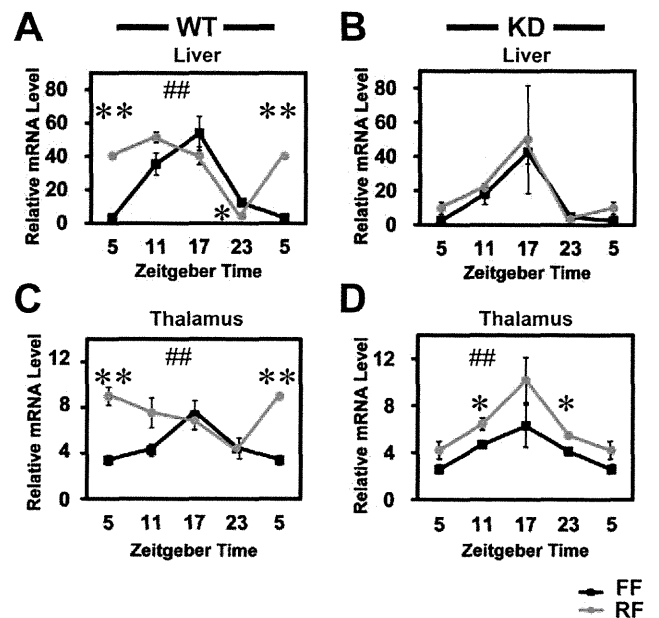 A WT B KD
Liver Liver
Relative mRNA Level Relative mRNA Level
80 80
60 60
40 40
20 20
0 0
** ## ** *
5 11 17 23 5 5 11 17 23 5
Zeitgeber Time Zeitgeber Time
C D
Thalamus Thalamus
Relative mRNA Level Relative mRNA Level
12 12
8 8
4 4
0 0
** ## ** ## * *
5 11 17 23 5 5 11 17 23 5
Zeitgeber Time Zeitgeber Time
FF
RF